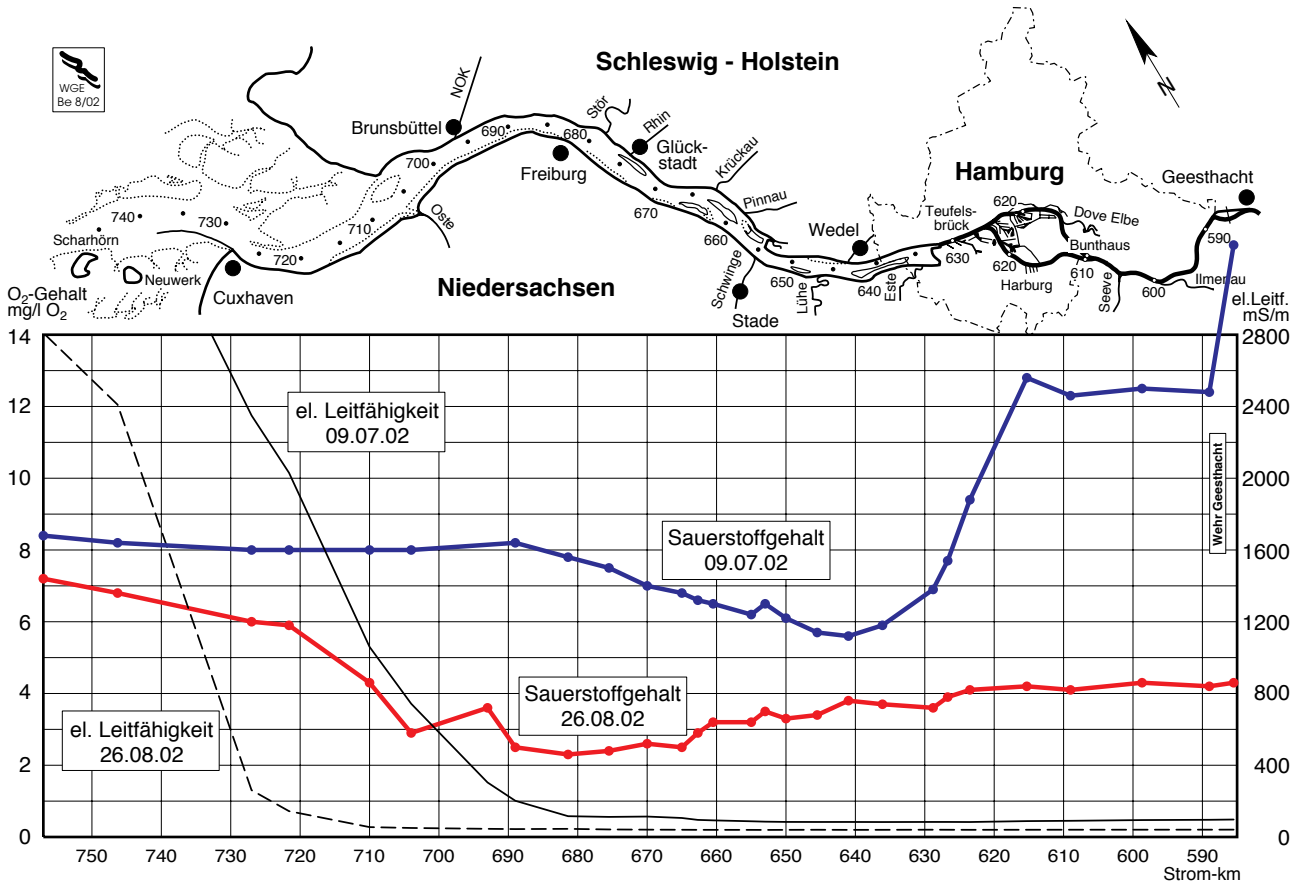 WGE
Be 8/02
Schleswig - Holstein
N
NOK
Brunsbüttel
Stör
Rhin
Glück-
stadt
Krückau
Pinnau
Freiburg
Hamburg
Geesthacht
Wedel
Teufels-
brück
Dove Elbe
Bunthaus
Harburg
Seeve
Ilmenau
Este
Lühe
Schwinge
Stade
Oste
Niedersachsen
Cuxhaven
Neuwerk
Scharhörn
740
730
720
710
700
690
680
670
660
650
640
630
620
620
610
600
590
O2-Gehalt
mg/l O2
el.Leitf.
mS/m
14
12
10
8
6
4
2
0
2800
2400
2000
1600
1200
800
400
0
el. Leitfähigkeit
09.07.02
Sauerstoffgehalt
09.07.02
Sauerstoffgehalt
26.08.02
el. Leitfähigkeit
26.08.02
Wehr Geesthacht
750 740 730 720 710 700 690 680 670 660 650 640 630 620 610 600 590
Strom-km